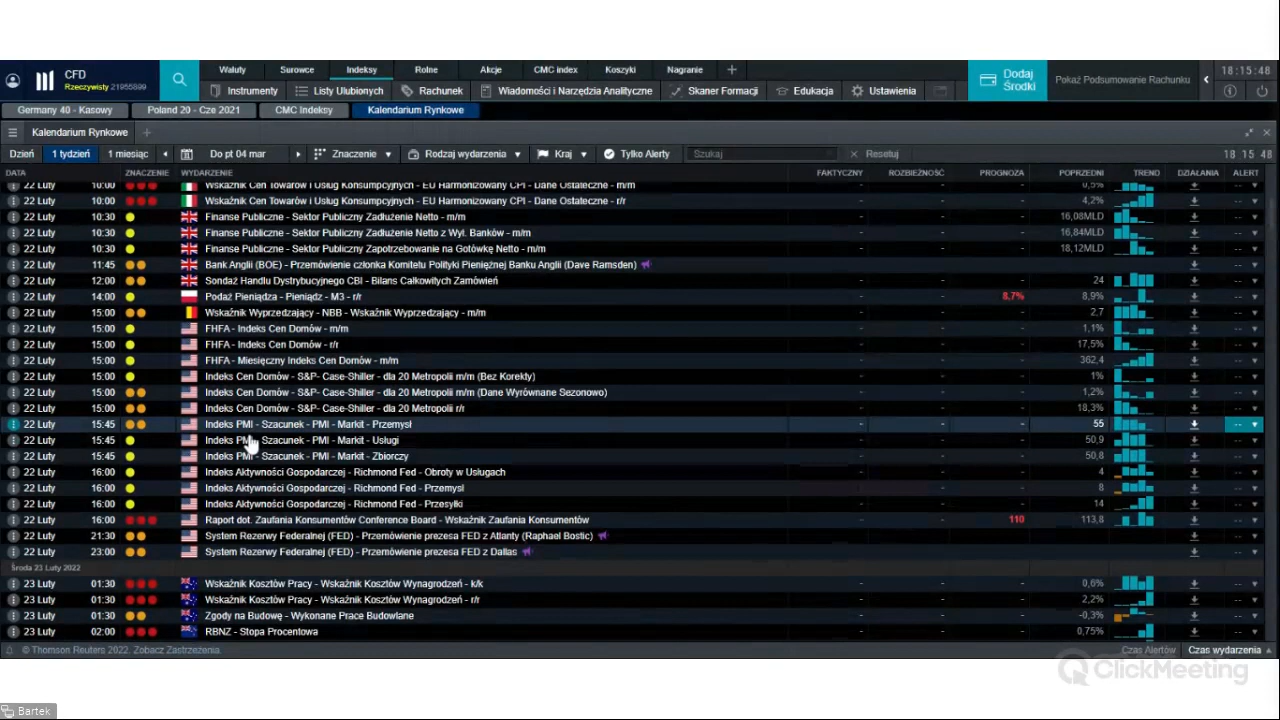 CFD
Rzeczywisty 21955899
Waluty Surowce Indeksy Rolne Akcje CMC index Koszyki Nagranie
Instrumenty Listy Ulubionych Rachunek Wiadomości i Narzędzia Analityczne Skaner Formacji Edukacja Ustawienia
Dodaj Środki
Pokaż Podsumowanie Rachunku
18:15:48
Germany 40 - Kasowy Poland 20 - Cze 2021 CMC Indeksy Kalendarium Rynkowe
Kalendarium Rynkowe
Dzień 1 tydzień 1 miesiąc Do pt 04 mar Znaczenie Rodzaj wydarzenia Kraj Tylko Alerty Szukaj Resetuj 18 15 48
DATA ZNACZENIE WYDARZENIE FAKTYCZNY ROZBIEŻNOŚĆ PROGNOZA POPRZEDNI TREND DZIAŁANIA ALERT
22 Luty 10:00 Wskaźnik Cen Towarów i Usług Konsumpcyjnych - EU Harmonizowany CPI - Dane Ostateczne - m/m - - - 0,5% --
22 Luty 10:00 Wskaźnik Cen Towarów i Usług Konsumpcyjnych - EU Harmonizowany CPI - Dane Ostateczne - r/r - - - 4,2% --
22 Luty 10:30 Finanse Publiczne - Sektor Publiczny Zadłużenie Netto - m/m - - - 16,08MLD --
22 Luty 10:30 Finanse Publiczne - Sektor Publiczny Zadłużenie Netto z Wył. Banków - m/m - - - 16,84MLD --
22 Luty 10:30 Finanse Publiczne - Sektor Publiczny Zapotrzebowanie na Gotówkę Netto - m/m - - - 18,12MLD --
22 Luty 11:45 Bank Anglii (BOE) - Przemówienie członka Komitetu Polityki Pieniężnej Banku Anglii (Dave Ramsden) --
22 Luty 12:00 Sondaż Handlu Dystrybucyjnego CBI - Bilans Całkowitych Zamówień - - - 24 --
22 Luty 14:00 Podaż Pieniądza - Pieniądz - M3 - r/r - - 8,7% 8,9% --
22 Luty 15:00 Wskaźnik Wyprzedzający - NBB - Wskaźnik Wyprzedzający - m/m - - - 2,7 --
22 Luty 15:00 FHFA - Indeks Cen Domów - m/m - - - 1,1% --
22 Luty 15:00 FHFA - Indeks Cen Domów - r/r - - - 17,5% --
22 Luty 15:00 FHFA - Miesięczny Indeks Cen Domów - m/m - - - 362,4 --
22 Luty 15:00 Indeks Cen Domów - S&P- Case-Shiller - dla 20 Metropolii m/m (Bez Korekty) - - - 1% --
22 Luty 15:00 Indeks Cen Domów - S&P- Case-Shiller - dla 20 Metropolii m/m (Dane Wyrównane Sezonowo) - - - 1,2% --
22 Luty 15:00 Indeks Cen Domów - S&P- Case-Shiller - dla 20 Metropolii r/r - - - 18,3% --
22 Luty 15:45 Indeks PMI - Szacunek - PMI - Markit - Przemysł - - - 55 --
22 Luty 15:45 Indeks PMI - Szacunek - PMI - Markit - Usługi - - - 50,9 --
22 Luty 15:45 Indeks PMI - Szacunek - PMI - Markit - Zbiorczy - - - 50,8 --
22 Luty 16:00 Indeks Aktywności Gospodarczej - Richmond Fed - Obroty w Usługach - - - 4 --
22 Luty 16:00 Indeks Aktywności Gospodarczej - Richmond Fed - Przemysł - - - 8 --
22 Luty 16:00 Indeks Aktywności Gospodarczej - Richmond Fed - Przesyłki - - - 14 --
22 Luty 16:00 Raport dot. Zaufania Konsumentów Conference Board - Wskaźnik Zaufania Konsumentów - - 110 113,8 --
22 Luty 21:30 System Rezerwy Federalnej (FED) - Przemówienie prezesa FED z Atlanty (Raphael Bostic) --
22 Luty 23:00 System Rezerwy Federalnej (FED) - Przemówienie prezesa FED z Dallas --
Środa 23 Luty 2022
23 Luty 01:30 Wskaźnik Kosztów Pracy - Wskaźnik Kosztów Wynagrodzeń - k/k - - - 0,6% --
23 Luty 01:30 Wskaźnik Kosztów Pracy - Wskaźnik Kosztów Wynagrodzeń - r/r - - - 2,2% --
23 Luty 01:30 Zgody na Budowę - Wykonane Prace Budowlane - - - -0,3% --
23 Luty 02:00 RBNZ - Stopa Procentowa - - - 0,75% --
© Thomson Reuters 2022. Zobacz Zastrzeżenia. Czas Alertów Czas wydarzenia
ClickMeeting
Bartek